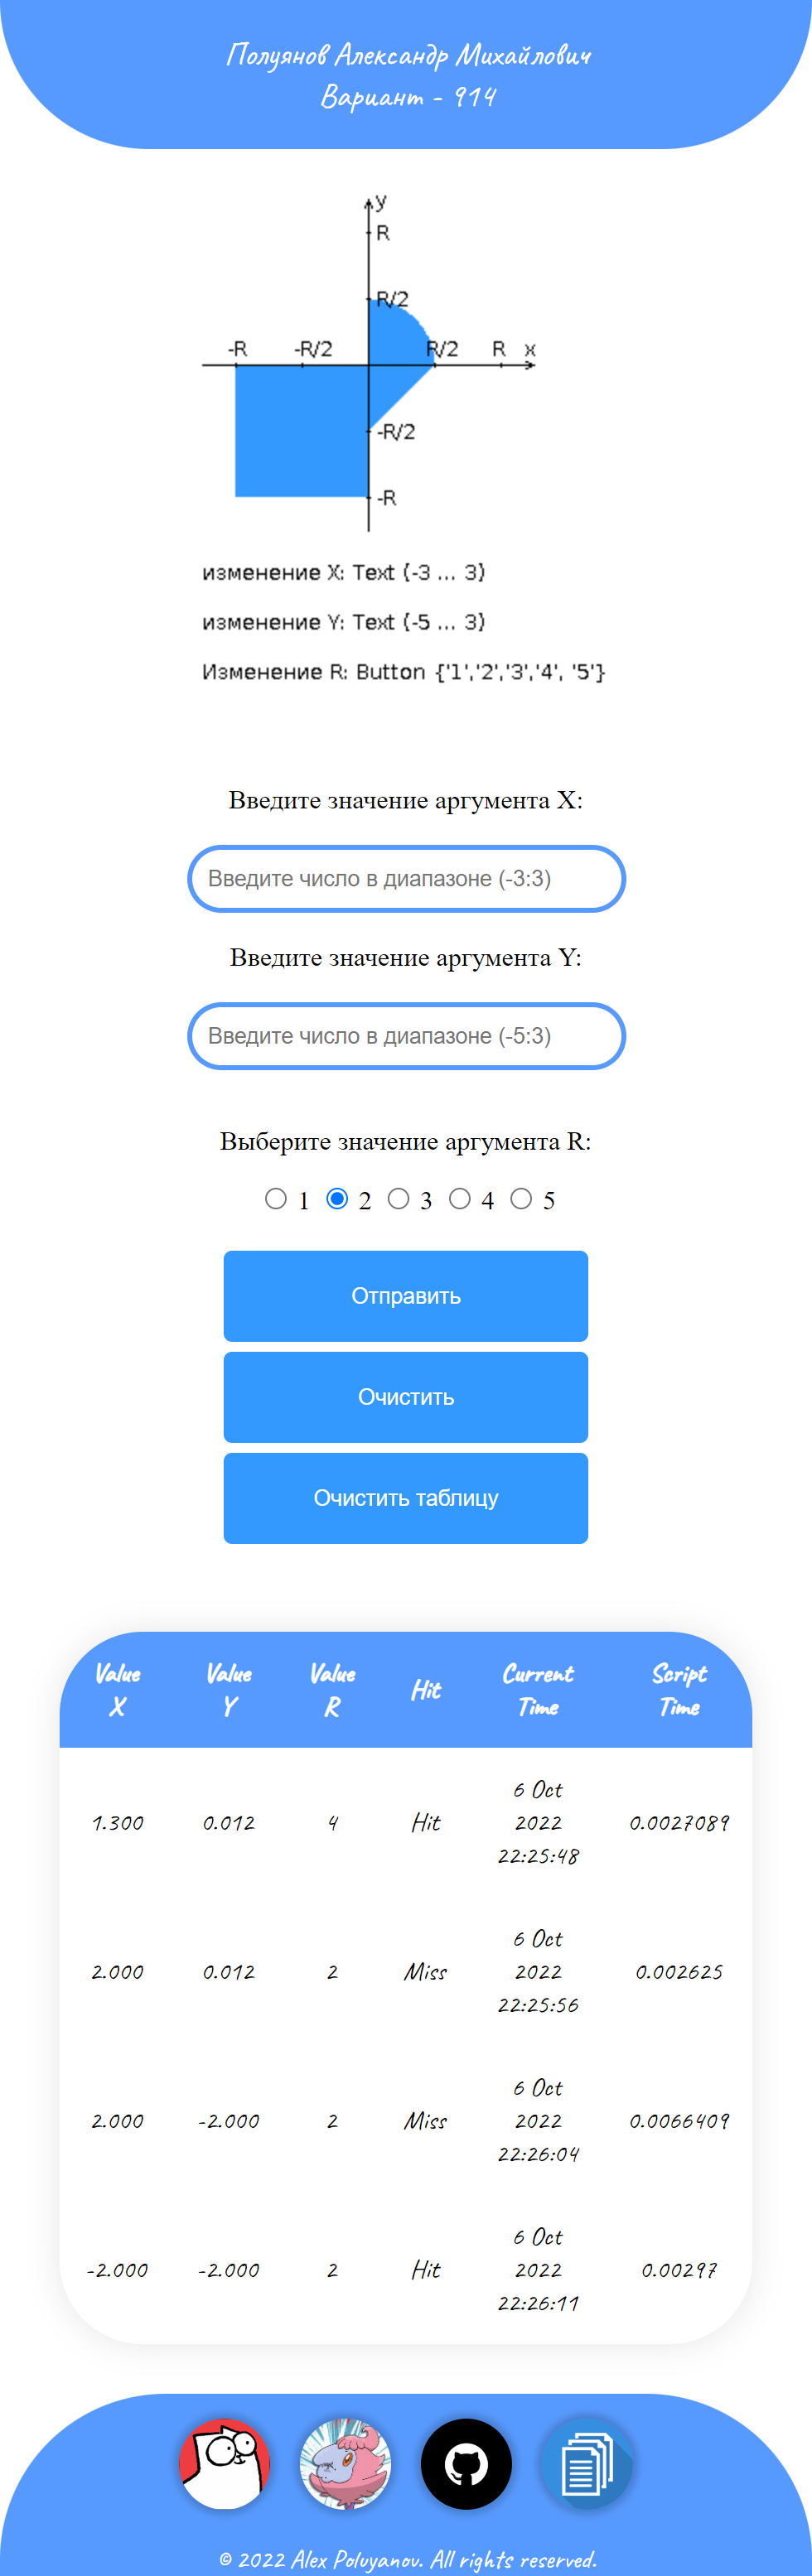 Полуянов Александр Михайлович
Вариант - 914
y
R
R/2
-R -R/2 R/2 R x
-R/2
-R
изменение X: Text (-3 ... 3)
изменение Y: Text (-5 ... 3)
Изменение R: Button {'1','2','3','4', '5'}
Введите значение аргумента X:
Введите число в диапазоне (-3:3)
Введите значение аргумента Y:
Введите число в диапазоне (-5:3)
Выберите значение аргумента R:
1 2 3 4 5
Отправить
Очистить
Очистить таблицу
Value X Value Y Value R Hit Current Time Script Time
1.300 0.012 4 Hit 6 Oct 2022 22:25:48 0.0027089
2.000 0.012 2 Miss 6 Oct 2022 22:25:56 0.002625
2.000 -2.000 2 Miss 6 Oct 2022 22:26:04 0.0066409
-2.000 -2.000 2 Hit 6 Oct 2022 22:26:11 0.00297
© 2022 Alex Poluyanov. All rights reserved.